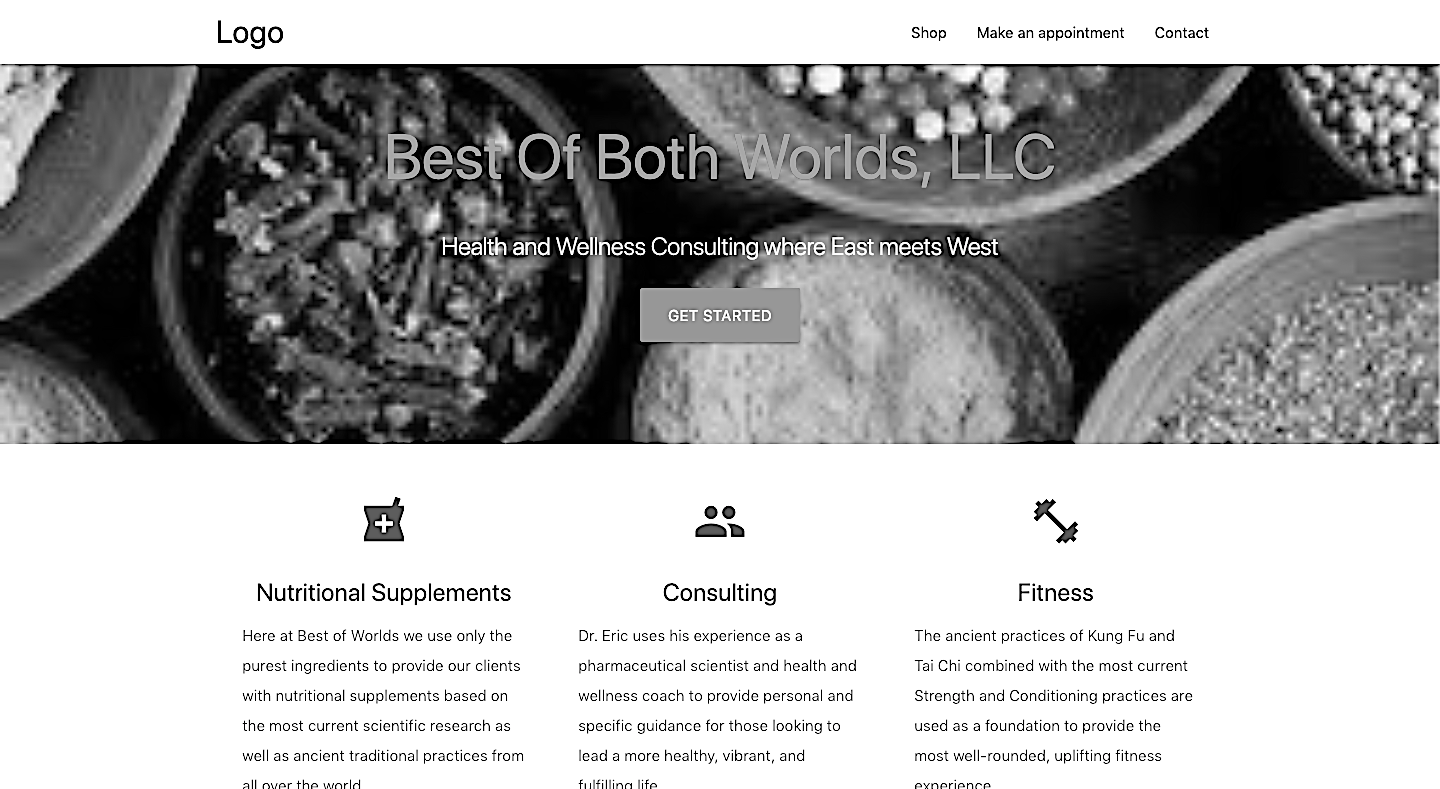 Logo
Shop
Make an appointment
Contact
Best Of Both Worlds, LLC
Health and Wellness Consulting where East meets West
GET STARTED
Nutritional Supplements
Here at Best of Worlds we use only the
purest ingredients to provide our clients
with nutritional supplements based on
the most current scientific research as
well as ancient traditional practices from
all over the world.
Consulting
Dr. Eric uses his experience as a
pharmaceutical scientist and health and
wellness coach to provide personal and
specific guidance for those looking to
lead a more healthy, vibrant, and
fulfilling life.
Fitness
The ancient practices of Kung Fu and
Tai Chi combined with the most current
Strength and Conditioning practices are
used as a foundation to provide the
most well-rounded, uplifting fitness
experience.